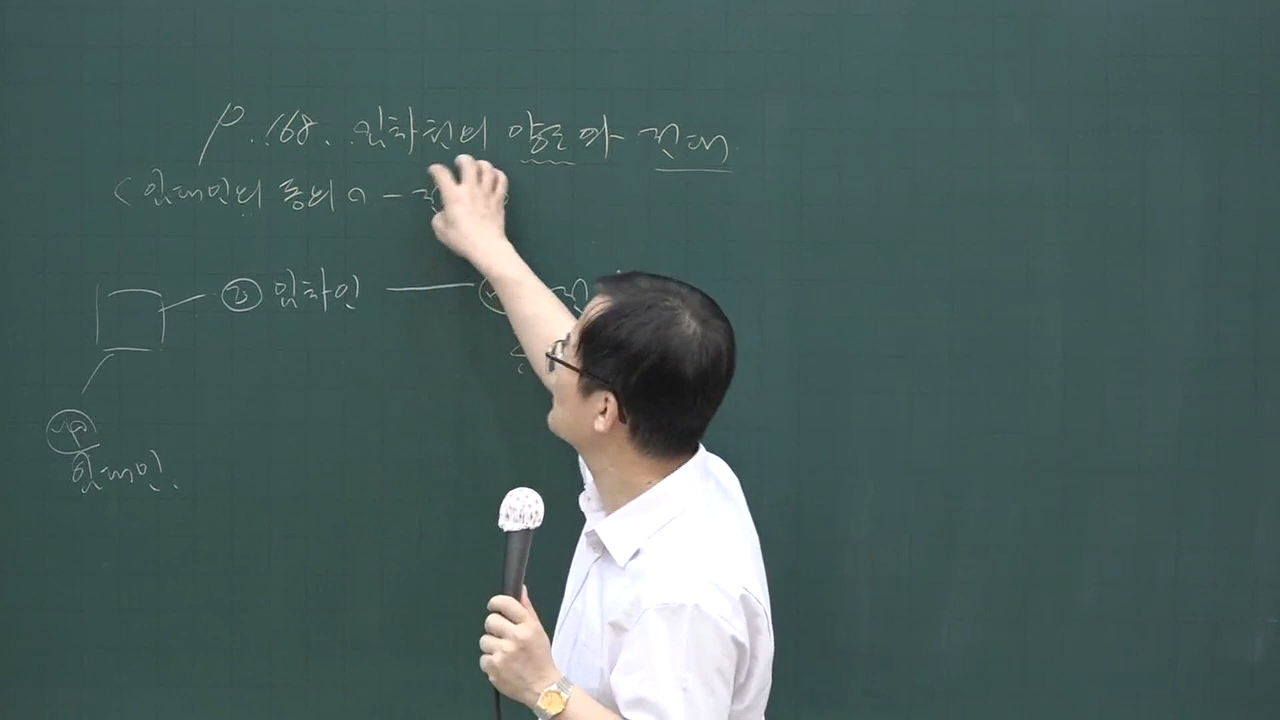 P.168. 임차권의 양도와 전대
< 임대인의 동의 ㅇ - 전
② 임차인 ——
甲
임대인.